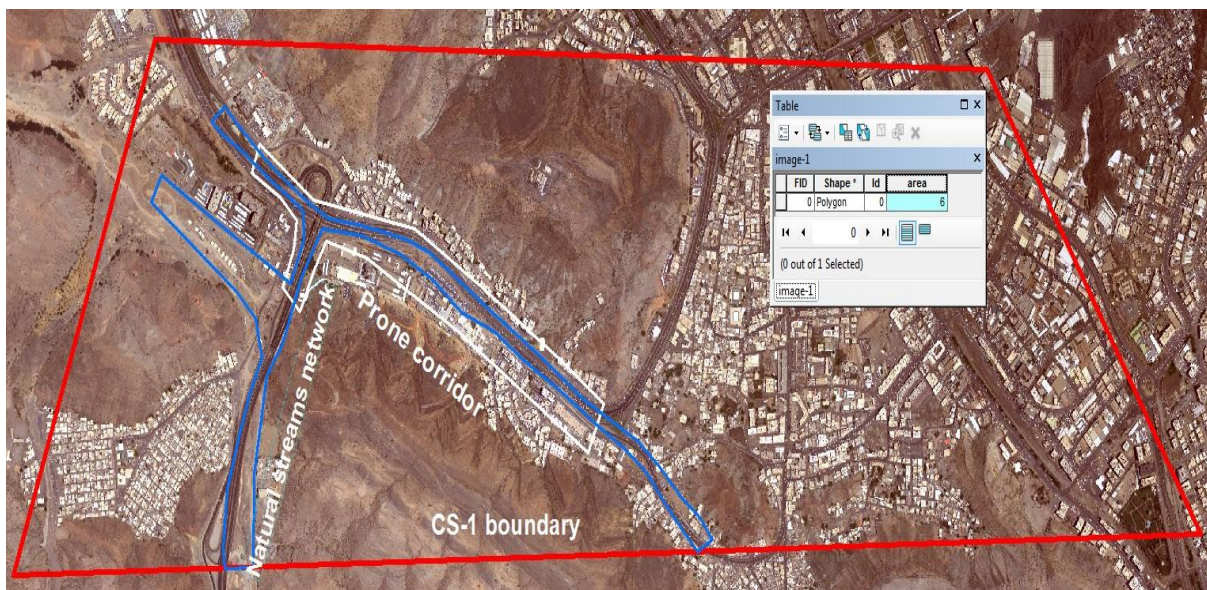 Table
image-1
FID Shape * Id area
0 Polygon 0 6
0
(0 out of 1 Selected)
image-1
Natural streams network
Prone corridor
CS-1 boundary